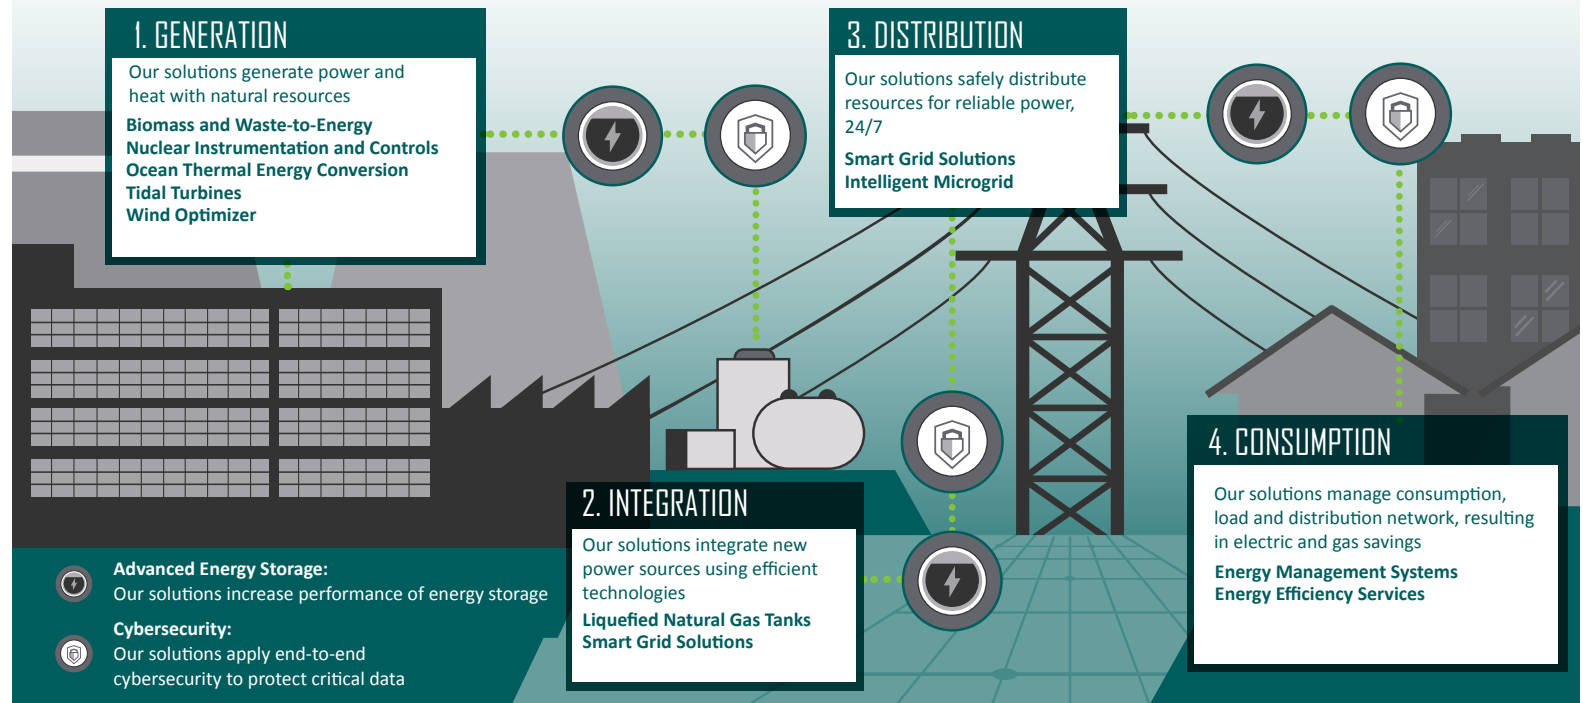 1. GENERATION
Our solutions generate power and
heat with natural resources
Biomass and Waste-to-Energy
Nuclear Instrumentation and Controls
Ocean Thermal Energy Conversion
Tidal Turbines
Wind Optimizer
2. INTEGRATION
Our solutions integrate new
power sources using efficient
technologies
Liquefied Natural Gas Tanks
Smart Grid Solutions
3. DISTRIBUTION
Our solutions safely distribute
resources for reliable power,
24/7
Smart Grid Solutions
Intelligent Microgrid
4. CONSUMPTION
Our solutions manage consumption,
load and distribution network, resulting
in electric and gas savings
Energy Management Systems
Energy Efficiency Services
Advanced Energy Storage:
Our solutions increase performance of energy storage
Cybersecurity:
Our solutions apply end-to-end
cybersecurity to protect critical data